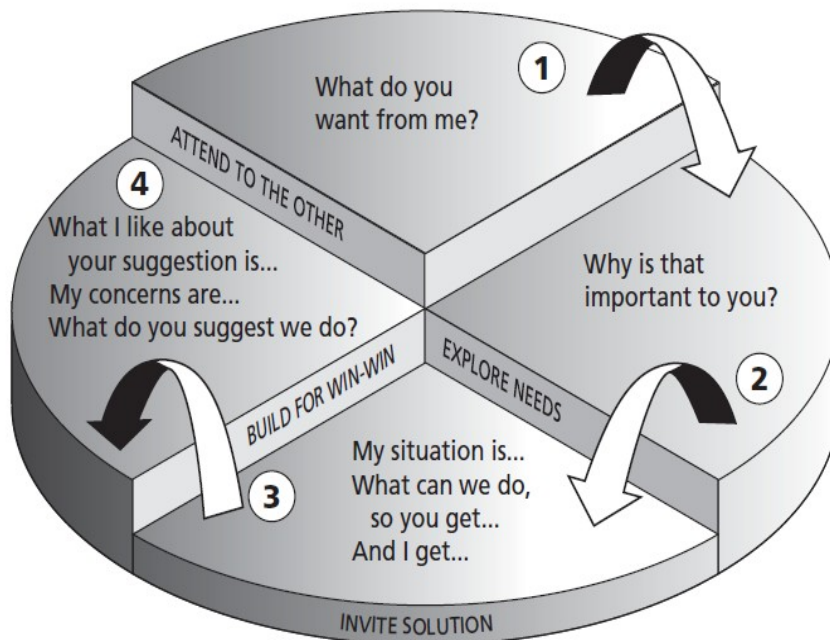 1
What do you
want from me?
ATTEND TO THE OTHER
Why is that
important to you?
2
EXPLORE NEEDS
My situation is...
What can we do,
so you get...
And I get...
3
INVITE SOLUTION
4
What I like about
your suggestion is...
My concerns are...
What do you suggest we do?
BUILD FOR WIN-WIN